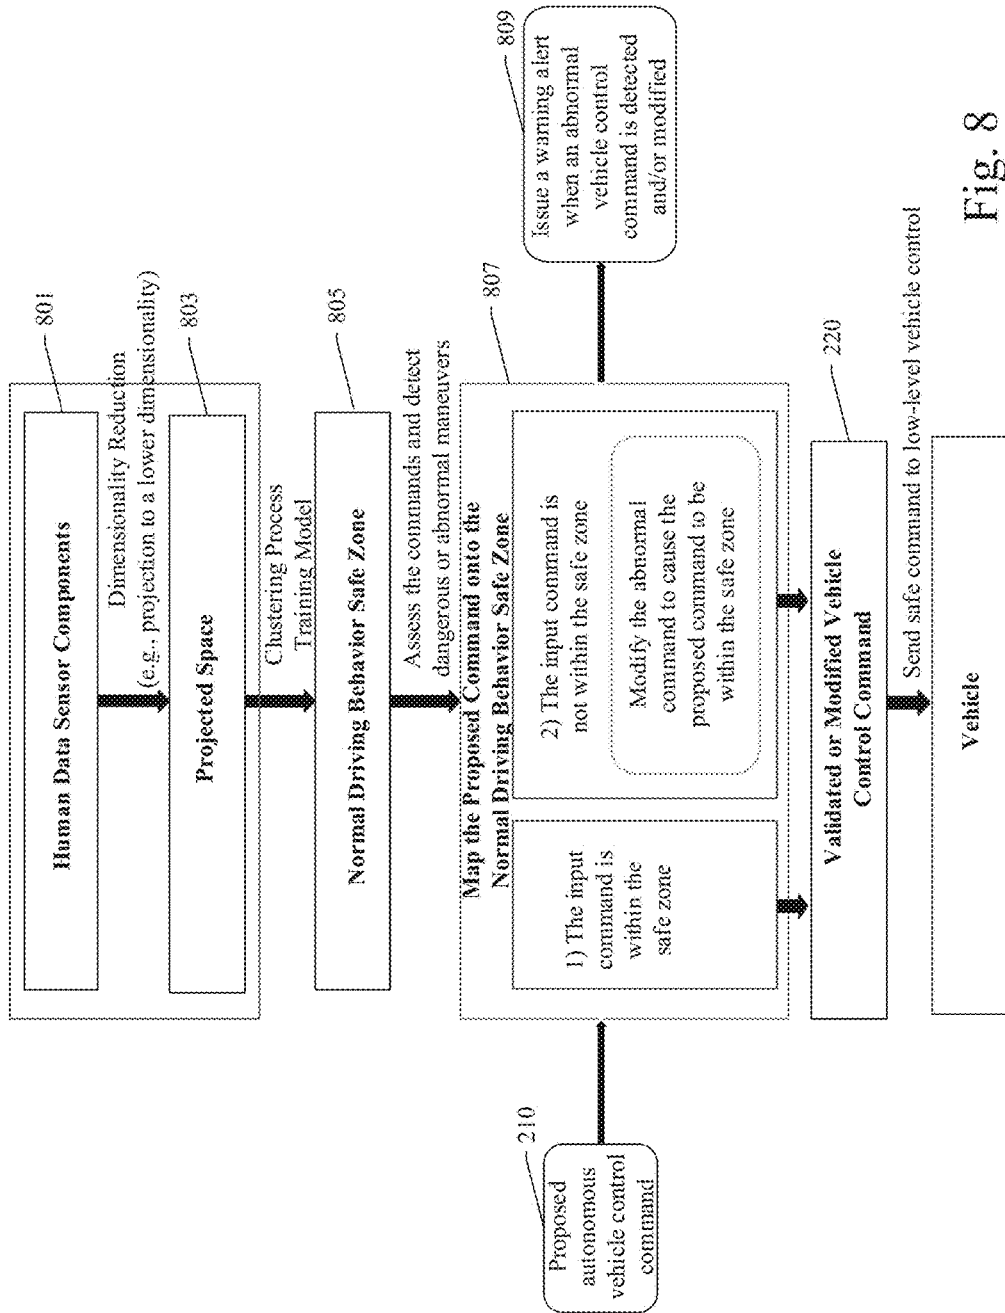 801
Human Data Sensor Components
Dimensionality Reduction
(e.g., projection to a lower dimensionality)
803
Projected Space
Clustering Process
Training Model
805
Normal Driving Behavior Safe Zone
Assess the commands and detect
dangerous or abnormal maneuvers
807
Map the Proposed Command onto the
Normal Driving Behavior Safe Zone
210
Proposed
autonomous
vehicle control
command
1) The input
command is
within the
safe zone
2) The input command is
not within the safe zone
Modify the abnormal
command to cause the
proposed command to be
within the safe zone
809
Issue a warning alert
when an abnormal
vehicle control
command is detected
and/or modified
220
Validated or Modified Vehicle
Control Command
Send safe command to low-level vehicle control
Vehicle
Fig. 8